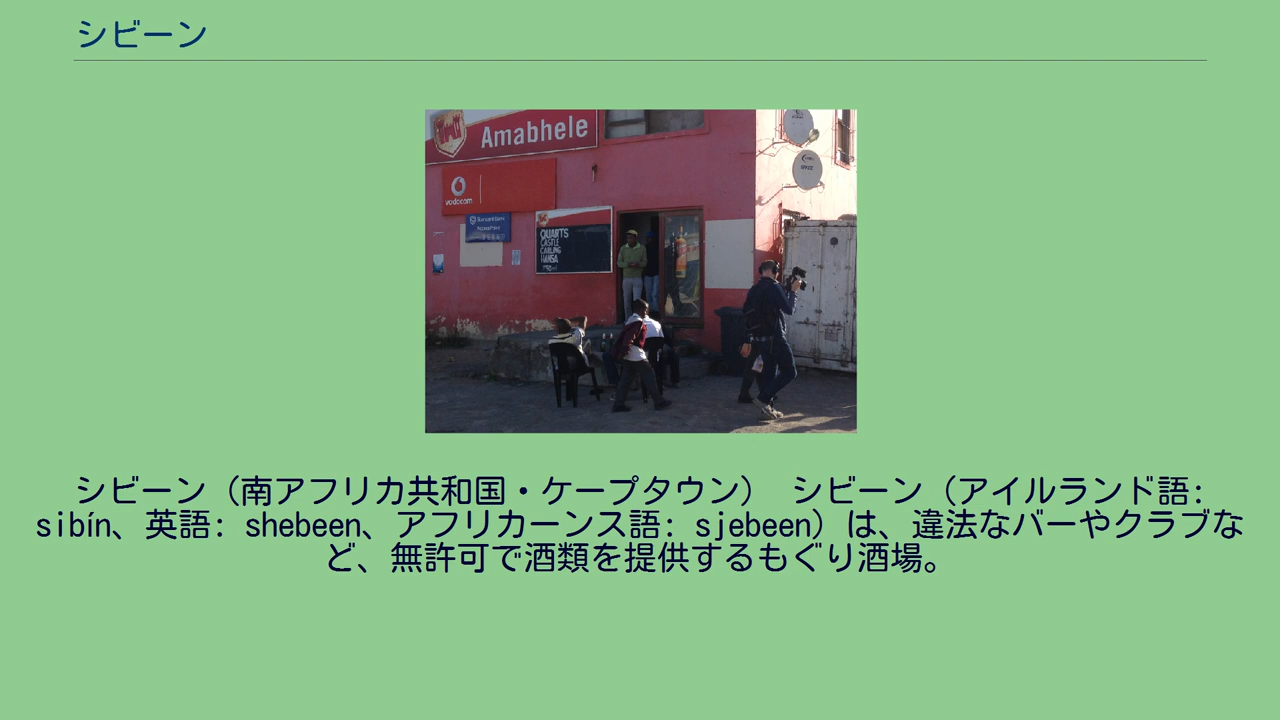 シビーン
Amabhele
vodacom
Standard Bank
QUARTS
CASTLE
CARLING
HANSA
750ml
シビーン（南アフリカ共和国・ケープタウン） シビーン（アイルランド語:
sibín、英語: shebeen、アフリカーンス語: sjebeen）は、違法なバーやクラブな
ど、無許可で酒類を提供するもぐり酒場。